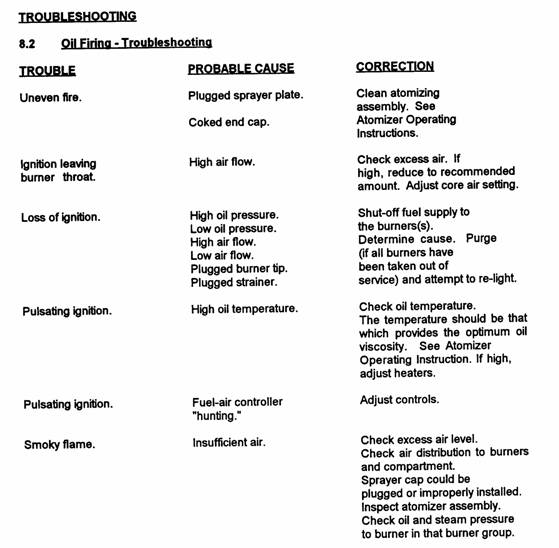 TROUBLESHOOTING
8.2 Oil Firing - Troubleshooting
TROUBLE PROBABLE CAUSE CORRECTION
Uneven fire. Plugged sprayer plate. Clean atomizing
assembly. See
Coked end cap. Atomizer Operating
Instructions.
Ignition leaving High air flow. Check excess air. If
burner throat. high, reduce to recommended
amount. Adjust core air setting.
Loss of ignition. High oil pressure. Shut-off fuel supply to
Low oil pressure. the burners(s).
High air flow. Determine cause. Purge
Low air flow. (if all burners have
Plugged burner tip. been taken out of
Plugged strainer. service) and attempt to re-light.
Pulsating ignition. High oil temperature. Check oil temperature.
The temperature should be that
which provides the optimum oil
viscosity. See Atomizer
Operating Instruction. If high,
adjust heaters.
Pulsating ignition. Fuel-air controller Adjust controls.
"hunting."
Smoky flame. Insufficient air. Check excess air level.
Check air distribution to burners
and compartment.
Sprayer cap could be
plugged or improperly installed.
Inspect atomizer assembly.
Check oil and steam pressure
to burner in that burner group.